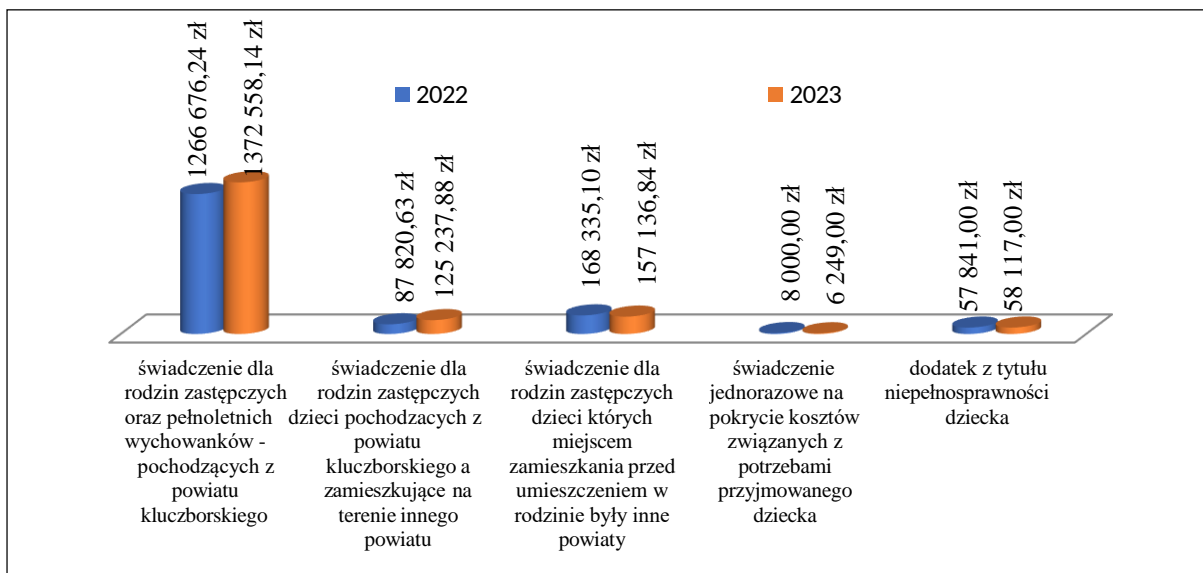 1266 676,24 zł
1372 558,14 zł
87 820,63 zł
125 237,88 zł
168 335,10 zł
157 136,84 zł
8 000,00 zł
6 249,00 zł
57 841,00 zł
58 117,00 zł
2022
2023
świadczenie dla
rodzin zastępczych
oraz pełnoletnich
wychowanków -
pochodzących z
powiatu
kluczborskiego
świadczenie dla
rodzin zastępczych
dzieci pochodzacych z
powiatu
kluczborskiego a
zamieszkujące na
terenie innego
powiatu
świadczenie dla
rodzin zastępczych
dzieci których
miejscem
zamieszkania przed
umieszczeniem w
rodzinie były inne
powiaty
świadczenie
jednorazowe na
pokrycie kosztów
związanych z
potrzebami
przyjmowanego
dziecka
dodatek z tytułu
niepełnosprawności
dziecka